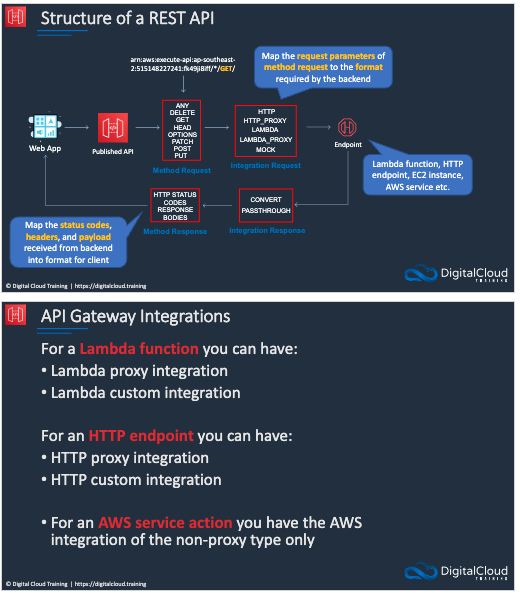 Structure of a REST API
arn:aws:execute-api:ap-southeast-
2:515148227241:fk49j8iffj/*/GET/
Map the request parameters of
method request to the format
required by the backend
ANY
DELETE
GET
HEAD
OPTIONS
PATCH
POST
PUT
HTTP
HTTP_PROXY
LAMBDA
LAMBDA_PROXY
MOCK
Web App
Published API
Endpoint
Method Request
Integration Request
Lambda function, HTTP
endpoint, EC2 instance,
AWS service etc.
HTTP STATUS
CODES
RESPONSE
BODIES
CONVERT
PASSTHROUGH
Method Response
Integration Response
Map the status codes,
headers, and payload
received from backend
into format for client
DigitalCloud
TRAINING
© Digital Cloud Training | https://digitalcloud.training
API Gateway Integrations
For a Lambda function you can have:
• Lambda proxy integration
• Lambda custom integration
For an HTTP endpoint you can have:
• HTTP proxy integration
• HTTP custom integration
• For an AWS service action you have the AWS
integration of the non-proxy type only
DigitalCloud
TRAINING
© Digital Cloud Training | https://digitalcloud.training